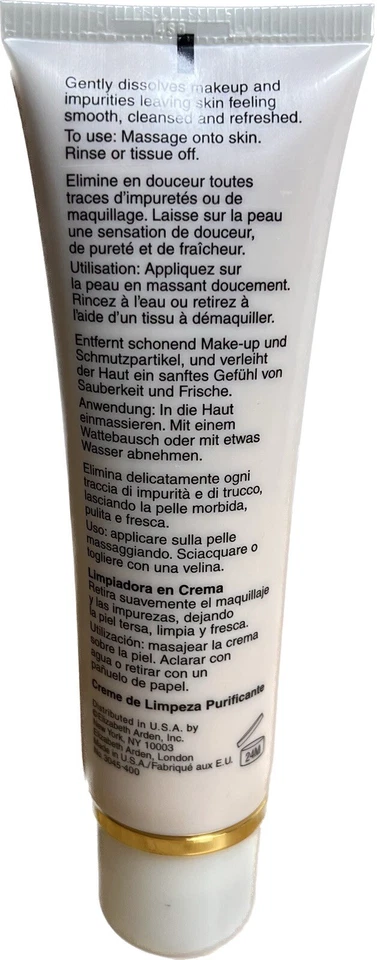 Gently dissolves makeup and
impurities leaving skin feeling
smooth, cleansed and refreshed.
To use: Massage onto skin.
Rinse or tissue off.
Elimine en douceur toutes
traces d'impuretés ou de
maquillage. Laisse sur la peau
une sensation de douceur,
de pureté et de fraîcheur.
Utilisation: Appliquez sur
la peau en massant doucement.
Rincez à l'eau ou retirez à
l'aide d'un tissu à démaquiller.
Entfernt schonend Make-up und
Schmutzpartikel, und verleiht
der Haut ein sanftes Gefühl von
Sauberkeit und Frische.
Anwendung: In die Haut
einmassieren. Mit einem
Wattebausch oder mit etwas
Wasser abnehmen.
Elimina delicatamente ogni
traccia di impurità e di trucco,
lasciando la pelle morbida,
pulita e fresca.
Uso: applicare sulla pelle
massaggiando. Sciacquare o
togliere con una velina.
Limpiadora en Crema
Retira suavemente el maquillaje
y las impurezas, dejando
la piel tersa, limpia y fresca.
Utilización: masajear la crema
sobre la piel. Aclarar con
agua o retirar con un
pañuelo de papel.
Creme de Limpeza Purificante
Distributed in U.S.A. by
©Elizabeth Arden, Inc.
New York, NY 10003
Elizabeth Arden, London
Made in U.S.A./Fabriqué aux E.U.
3045-400
24M